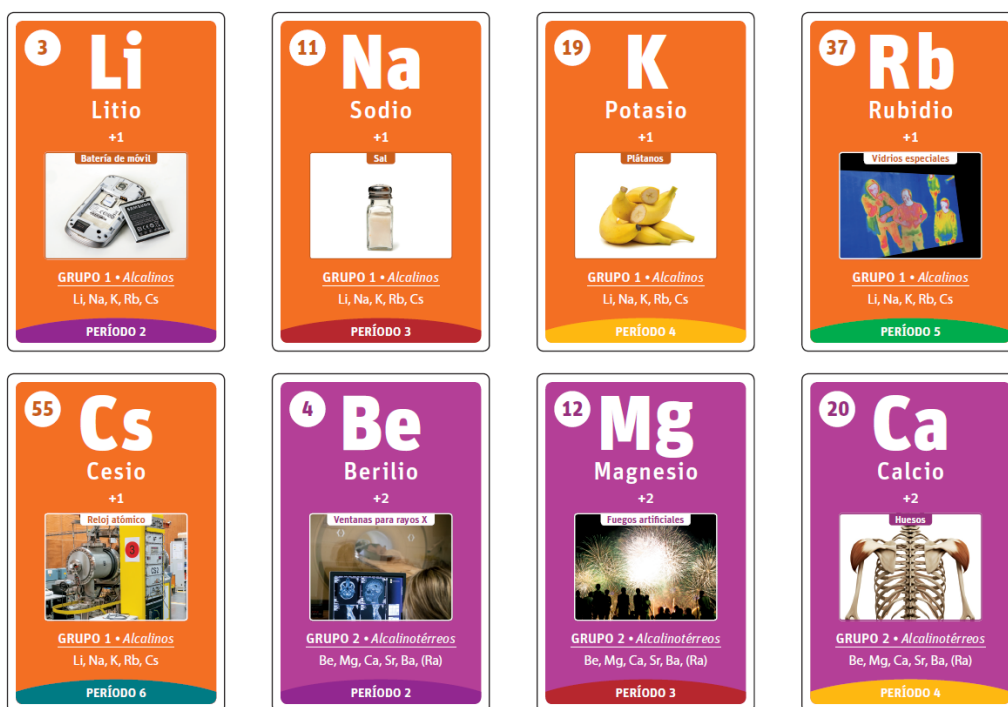 3
Li
Litio
+1
Batería de móvil
SAMSUNG
GRUPO 1 • Alcalinos
Li, Na, K, Rb, Cs
PERÍODO 2
11
Na
Sodio
+1
Sal
GRUPO 1 • Alcalinos
Li, Na, K, Rb, Cs
PERÍODO 3
19
K
Potasio
+1
Plátanos
GRUPO 1 • Alcalinos
Li, Na, K, Rb, Cs
PERÍODO 4
37
Rb
Rubidio
+1
Vidrios especiales
GRUPO 1 • Alcalinos
Li, Na, K, Rb, Cs
PERÍODO 5
55
Cs
Cesio
+1
Reloj atómico
3
GRUPO 1 • Alcalinos
Li, Na, K, Rb, Cs
PERÍODO 6
4
Be
Berilio
+2
Ventanas para rayos X
GRUPO 2 • Alcalinotérreos
Be, Mg, Ca, Sr, Ba, (Ra)
PERÍODO 2
12
Mg
Magnesio
+2
Fuegos artificiales
GRUPO 2 • Alcalinotérreos
Be, Mg, Ca, Sr, Ba, (Ra)
PERÍODO 3
20
Ca
Calcio
+2
Huesos
GRUPO 2 • Alcalinotérreos
Be, Mg, Ca, Sr, Ba, (Ra)
PERÍODO 4